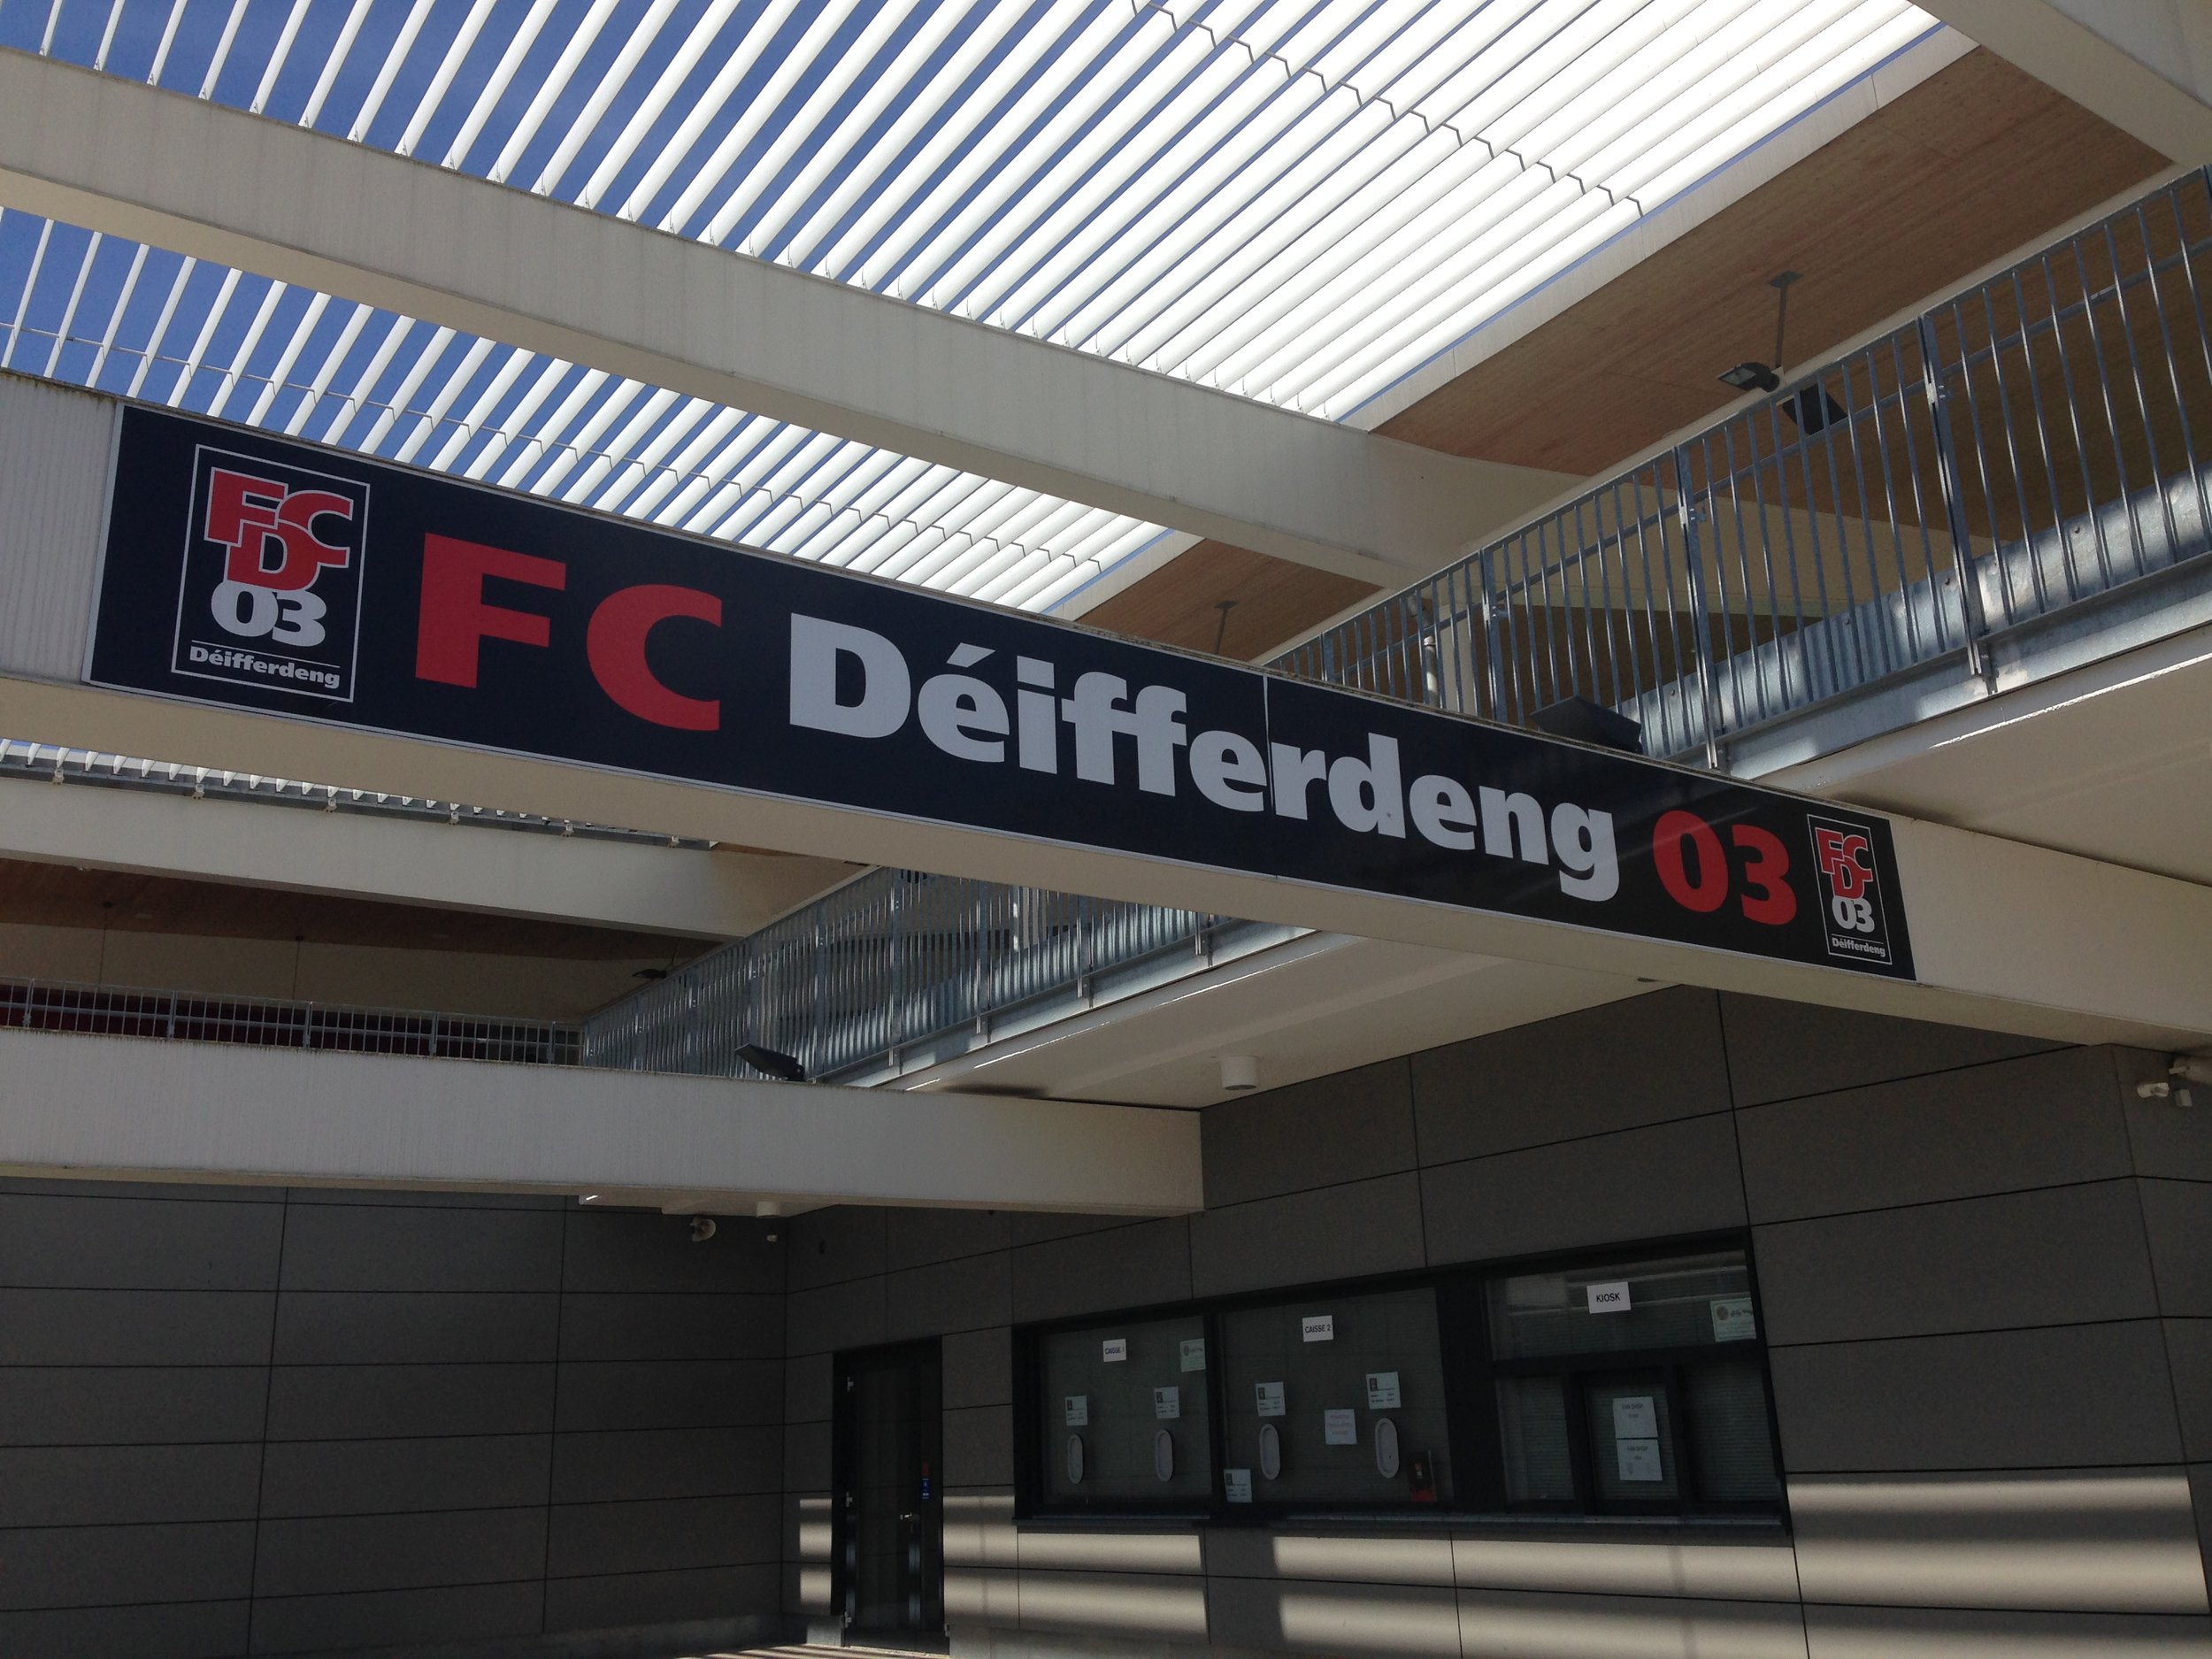 FC
D
03
Déifferdeng
FC Déifferdeng 03
FC
D
03
Déifferdeng
CAISSE 1
CAISSE 2
KIOSK